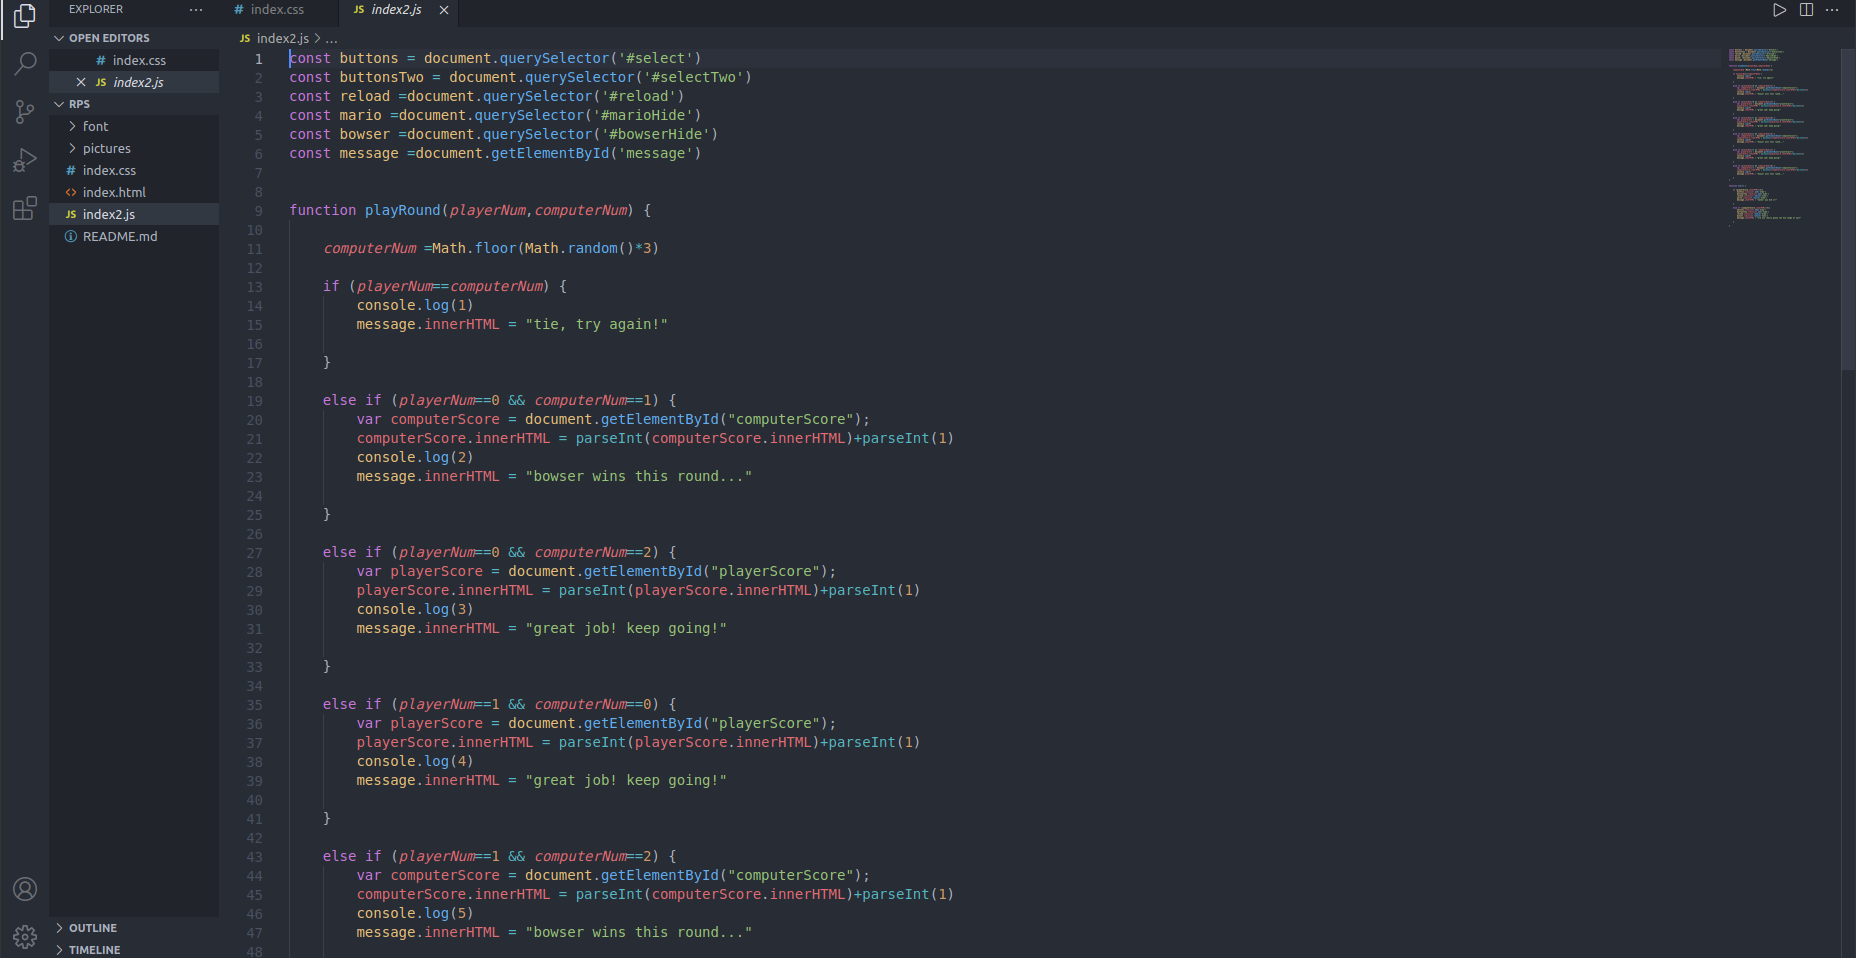 EXPLORER
# index.css
JS index2.js
OPEN EDITORS
# index.css
JS index2.js
RPS
font
pictures
# index.css
<> index.html
JS index2.js
README.md
OUTLINE
TIMELINE
JS index2.js > ...
1 const buttons = document.querySelector('#select')
2 const buttonsTwo = document.querySelector('#selectTwo')
3 const reload =document.querySelector('#reload')
4 const mario =document.querySelector('#marioHide')
5 const bowser =document.querySelector('#bowserHide')
6 const message =document.getElementById('message')
7
8
9 function playRound(playerNum,computerNum) {
10
11 computerNum =Math.floor(Math.random()*3)
12
13 if (playerNum==computerNum) {
14 console.log(1)
15 message.innerHTML = "tie, try again!"
16
17 }
18
19 else if (playerNum==0 && computerNum==1) {
20 var computerScore = document.getElementById("computerScore");
21 computerScore.innerHTML = parseInt(computerScore.innerHTML)+parseInt(1)
22 console.log(2)
23 message.innerHTML = "bowser wins this round..."
24
25 }
26
27 else if (playerNum==0 && computerNum==2) {
28 var playerScore = document.getElementById("playerScore");
29 playerScore.innerHTML = parseInt(playerScore.innerHTML)+parseInt(1)
30 console.log(3)
31 message.innerHTML = "great job! keep going!"
32
33 }
34
35 else if (playerNum==1 && computerNum==0) {
36 var playerScore = document.getElementById("playerScore");
37 playerScore.innerHTML = parseInt(playerScore.innerHTML)+parseInt(1)
38 console.log(4)
39 message.innerHTML = "great job! keep going!"
40
41 }
42
43 else if (playerNum==1 && computerNum==2) {
44 var computerScore = document.getElementById("computerScore");
45 computerScore.innerHTML = parseInt(computerScore.innerHTML)+parseInt(1)
46 console.log(5)
47 message.innerHTML = "bowser wins this round..."
48